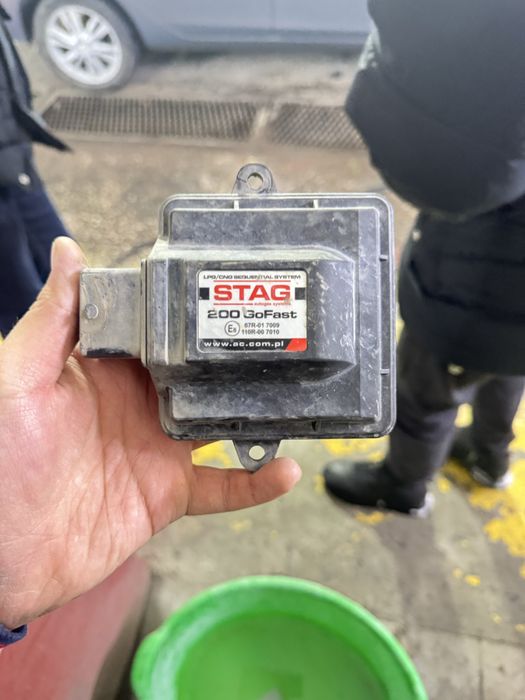 LPG/CNG SEQUENTIAL SYSTEM
STAG
autogas systems
200 GoFast
E8 67R-01 7009
110R-00 7010
www.ac.com.pl